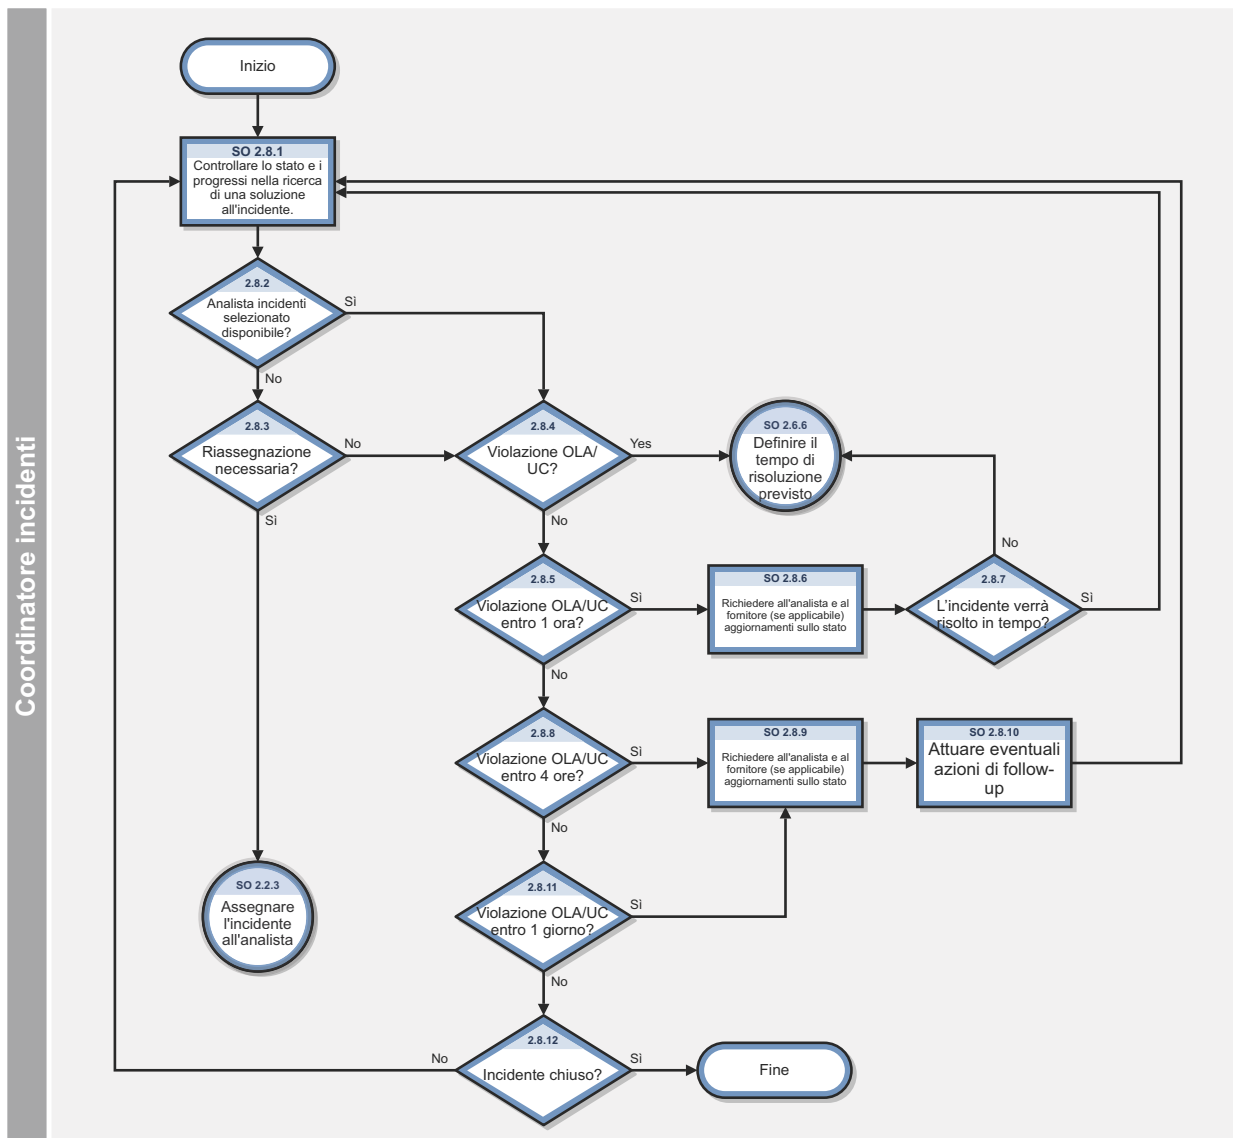 Coordinatore incidenti
Inizio
SO 2.8.1
Controllare lo stato e i
progressi nella ricerca
di una soluzione
all'incidente.
2.8.2
Analista incidenti
selezionato
disponibile?
Sì
No
2.8.3
Riassegnazione
necessaria?
No
Sì
2.8.4
Violazione OLA/
UC?
Yes
No
SO 2.6.6
Definire il
tempo di
risoluzione
previsto
2.8.5
Violazione OLA/UC
entro 1 ora?
Sì
No
SO 2.8.6
Richiedere all'analista e al
fornitore (se applicabile)
aggiornamenti sullo stato
2.8.7
L'incidente verrà
risolto in tempo?
No
Sì
2.8.8
Violazione OLA/UC
entro 4 ore?
Sì
No
SO 2.8.9
Richiedere all'analista e al
fornitore (se applicabile)
aggiornamenti sullo stato
SO 2.8.10
Attuare eventuali
azioni di follow-
up
SO 2.2.3
Assegnare
l'incidente
all'analista
2.8.11
Violazione OLA/UC
entro 1 giorno?
Sì
No
2.8.12
Incidente chiuso?
No
Sì
Fine